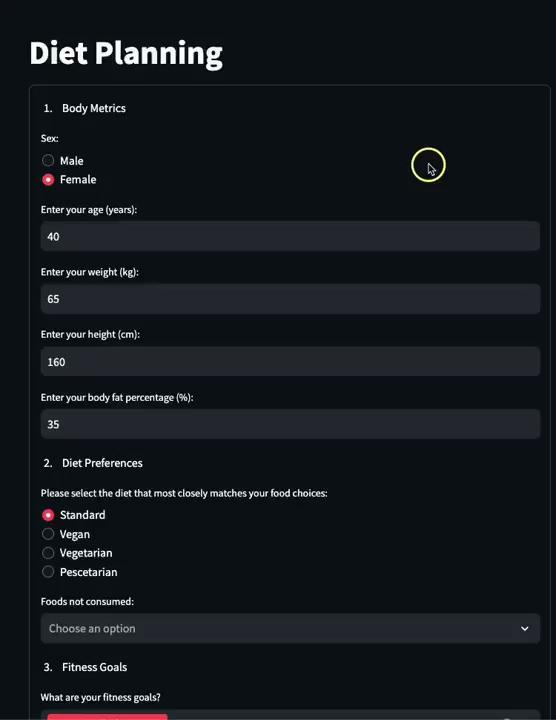 Diet Planning
1. Body Metrics
Sex:
Male
Female
Enter your age (years):
40
Enter your weight (kg):
65
Enter your height (cm):
160
Enter your body fat percentage (%):
35
2. Diet Preferences
Please select the diet that most closely matches your food choices:
Standard
Vegan
Vegetarian
Pescetarian
Foods not consumed:
Choose an option
3. Fitness Goals
What are your fitness goals?